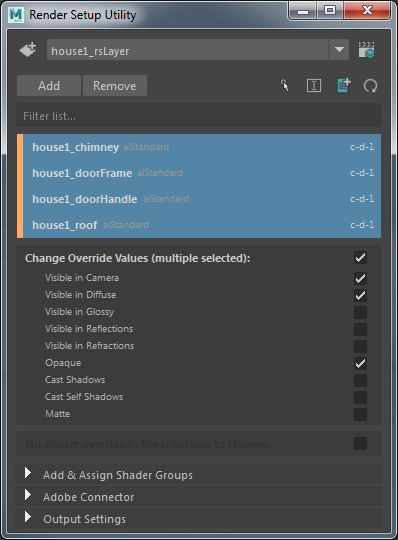 Render Setup Utility
house1_rsLayer
Add Remove
Filter list...
house1_chimney aiStandard c-d-1
house1_doorFrame aiStandard c-d-1
house1_doorHandle aiStandard c-d-1
house1_roof aiStandard c-d-1
Change Override Values (multiple selected):
Visible in Camera
Visible in Diffuse
Visible in Glossy
Visible in Reflections
Visible in Refractions
Opaque
Cast Shadows
Cast Self Shadows
Matte
No shader override in the collection to change.
Add & Assign Shader Groups
Adobe Connector
Output Settings